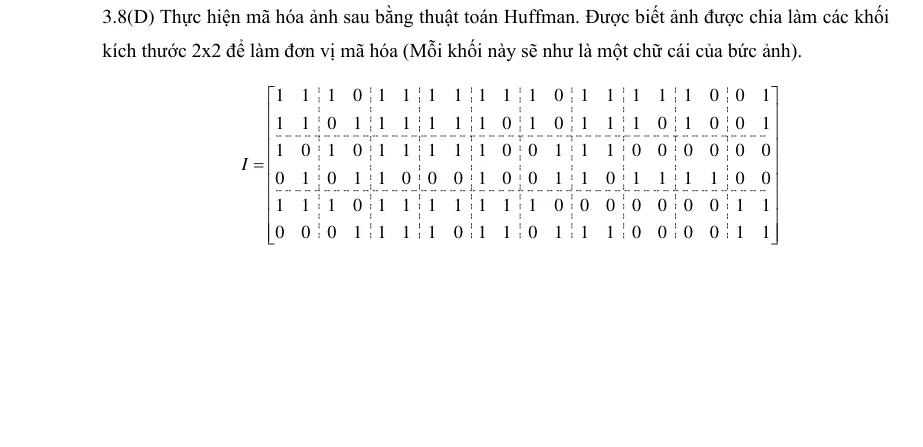 3.8(D) Thực hiện mã hóa ảnh sau bằng thuật toán Huffman. Được biết ảnh được chia làm các khối
kích thước 2x2 để làm đơn vị mã hóa (Mỗi khối này sẽ như là một chữ cái của bức ảnh).
1 1 1 0 1 1 1 1 1 1 1 0 1 1 1 1 1 0 0 1
1 1 0 1 1 1 1 1 1 0 1 0 1 1 1 0 1 0 0 1
I = 1 0 1 0 1 1 1 1 1 0 0 1 1 1 0 0 0 0 0 0
0 1 0 1 1 0 0 0 1 0 0 1 1 0 1 1 1 1 0 0
1 1 1 0 1 1 1 1 1 1 1 0 0 0 0 0 0 0 1 1
0 0 0 1 1 1 1 0 1 1 0 1 1 1 0 0 0 0 1 1